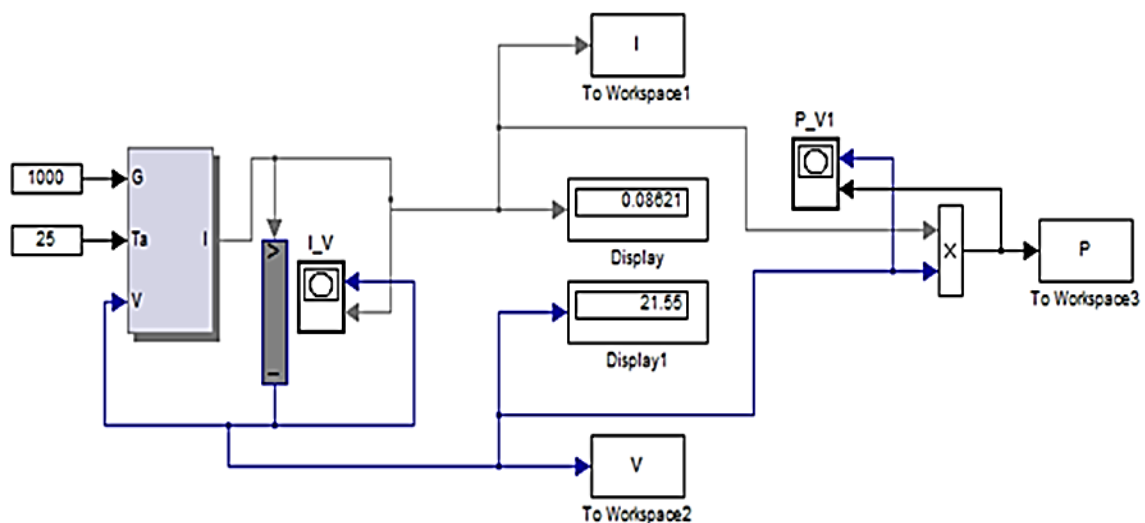 I
To Workspace1
P_V1
1000
G
25
Ta
I
V
I_V
V
I
0.08621
Display
21.55
Display1
X
P
To Workspace3
V
To Workspace2